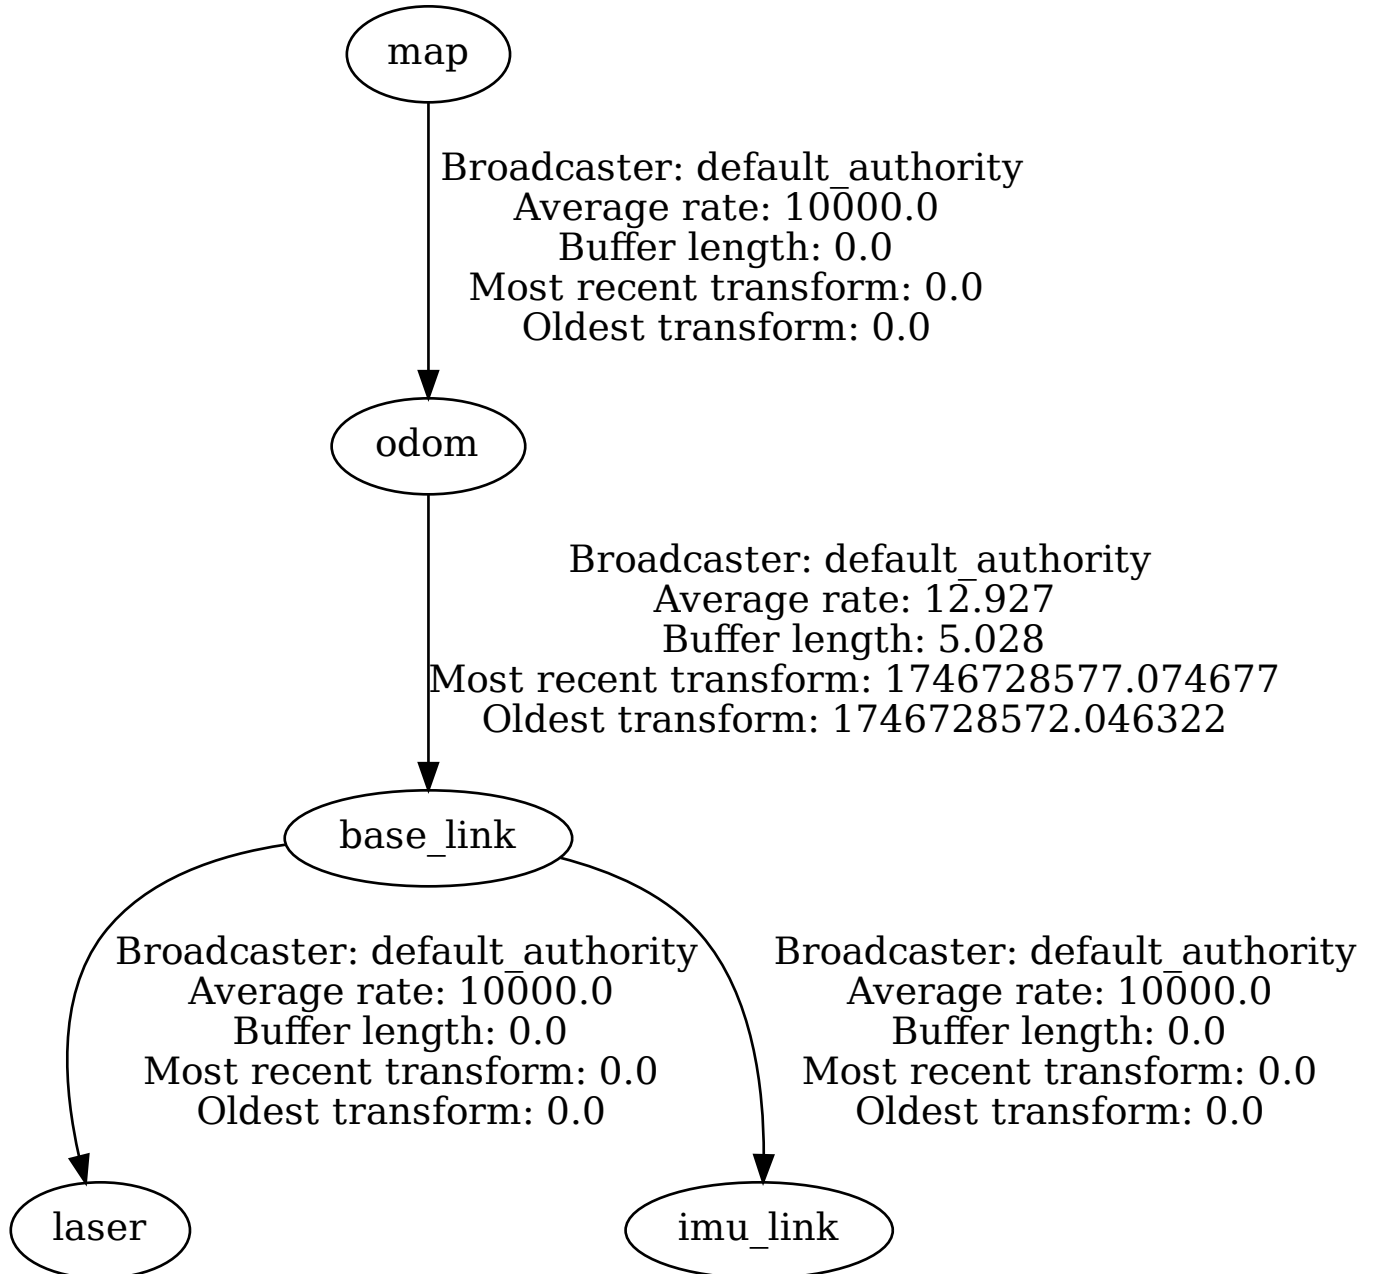 map
Broadcaster: default_authority
Average rate: 10000.0
Buffer length: 0.0
Most recent transform: 0.0
Oldest transform: 0.0
odom
Broadcaster: default_authority
Average rate: 12.927
Buffer length: 5.028
Most recent transform: 1746728577.074677
Oldest transform: 1746728572.046322
base_link
Broadcaster: default_authority
Average rate: 10000.0
Buffer length: 0.0
Most recent transform: 0.0
Oldest transform: 0.0
Broadcaster: default_authority
Average rate: 10000.0
Buffer length: 0.0
Most recent transform: 0.0
Oldest transform: 0.0
laser
imu_link